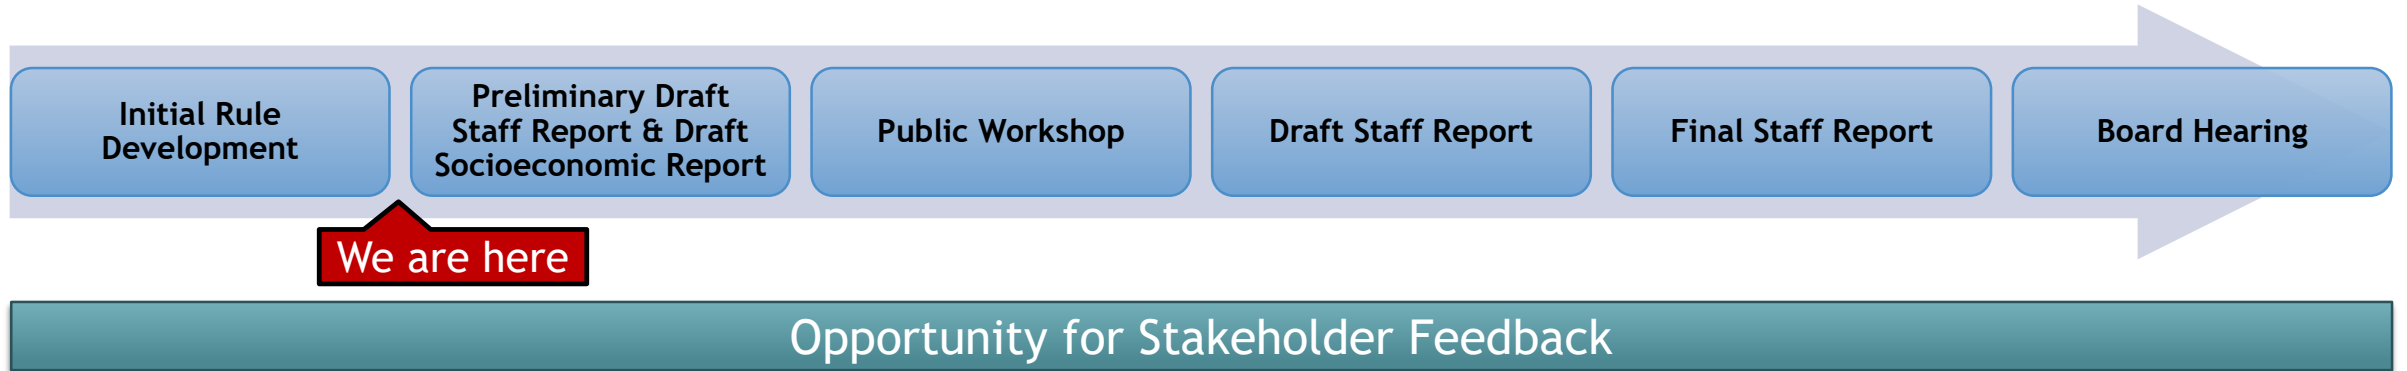 Initial Rule
Development
Preliminary Draft
Staff Report & Draft
Socioeconomic Report
Public Workshop
Draft Staff Report
Final Staff Report
Board Hearing
We are here
Opportunity for Stakeholder Feedback